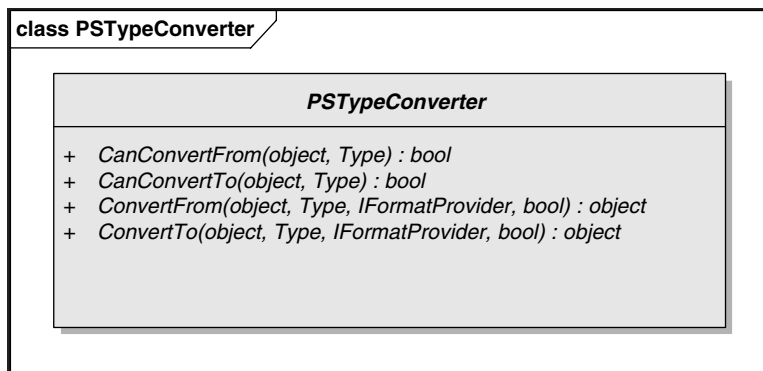 class PSTypeConverter
PSTypeConverter
+ CanConvertFrom(object, Type) : bool
+ CanConvertTo(object, Type) : bool
+ ConvertFrom(object, Type, IFormatProvider, bool) : object
+ ConvertTo(object, Type, IFormatProvider, bool) : object